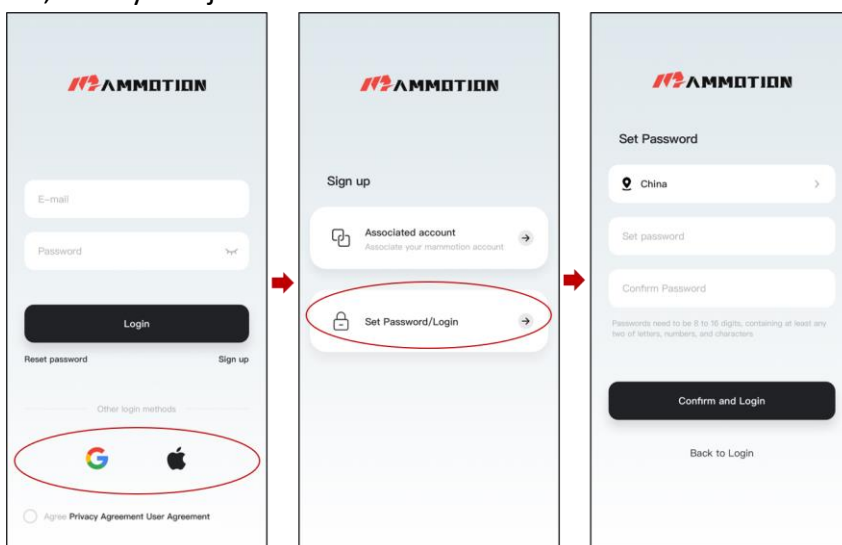 MAMMOTION
E-mail
Password
Login
Reset password Sign up
Other login methods
Agree Privacy Agreement User Agreement
MAMMOTION
Sign up
Associated account
Associate your mammotion account
Set Password/Login
MAMMOTION
Set Password
China
Set password
Confirm Password
Passwords need to be 8 to 16 digits, containing at least any
two of letters, numbers, and characters
Confirm and Login
Back to Login